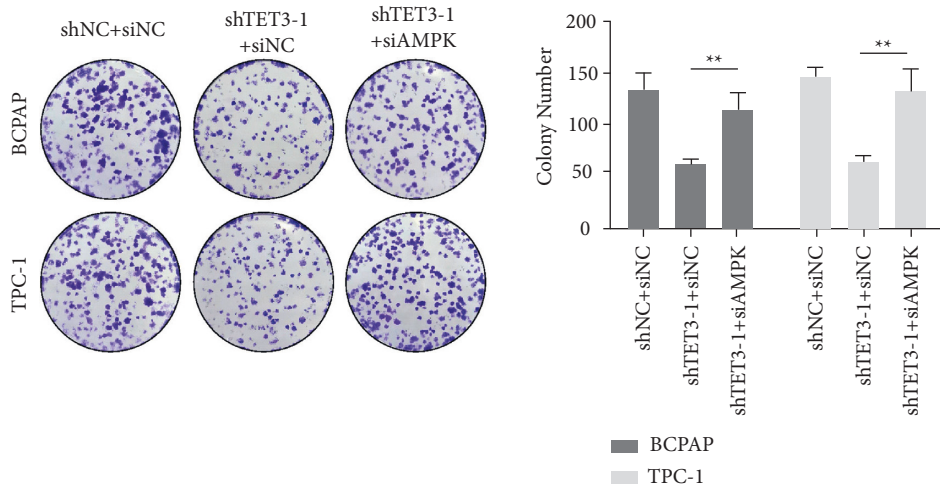 shNC+siNC
shTET3-1
+siNC
shTET3-1
+siAMPK
BCPAP
TPC-1
Colony Number
200
150
100
50
0
**
**
shNC+siNC
shTET3-1+siNC
shTET3-1+siAMPK
shNC+siNC
shTET3-1+siNC
shTET3-1+siAMPK
BCPAP
TPC-1